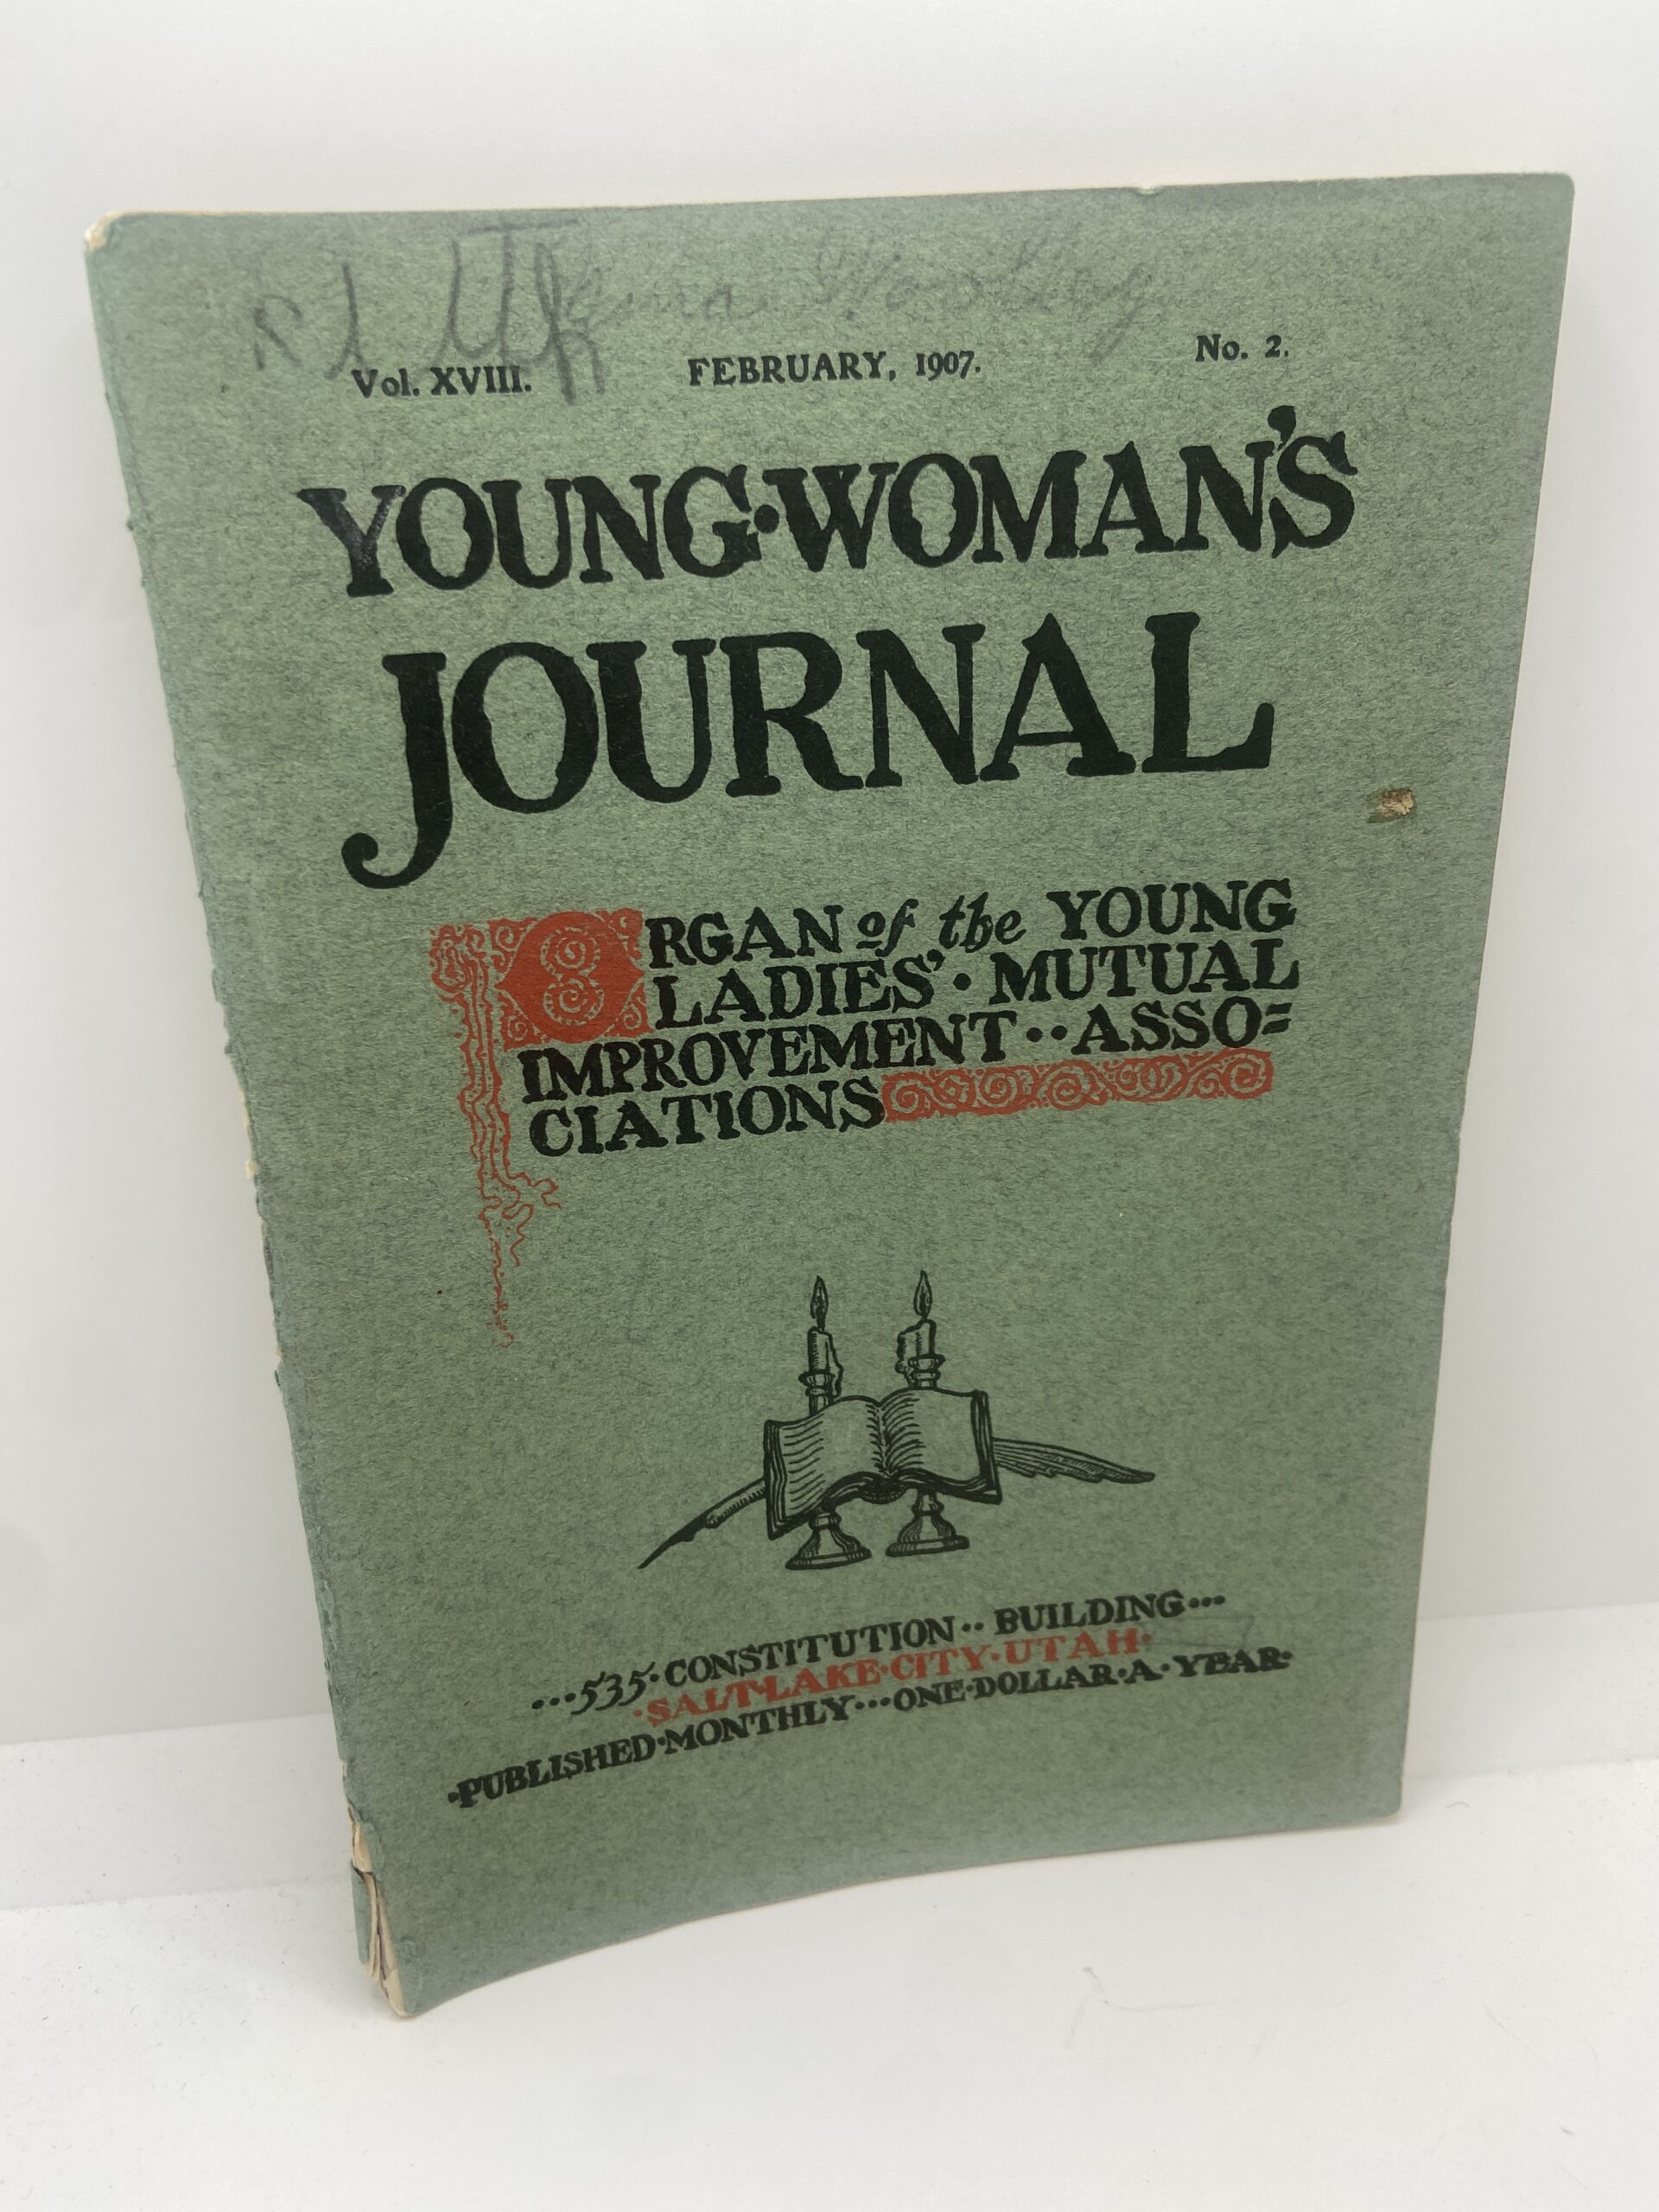 Vol. XVIII. FEBRUARY, 1907. No. 2.
YOUNG·WOMAN'S
JOURNAL
ORGAN of the YOUNG
LADIES'· MUTUAL
IMPROVEMENT··ASSO=
CIATIONS
...535·CONSTITUTION·· BUILDING...
·SALT·LAKE·CITY·UTAH·
·PUBLISHED·MONTHLY···ONE·DOLLAR·A·YEAR·